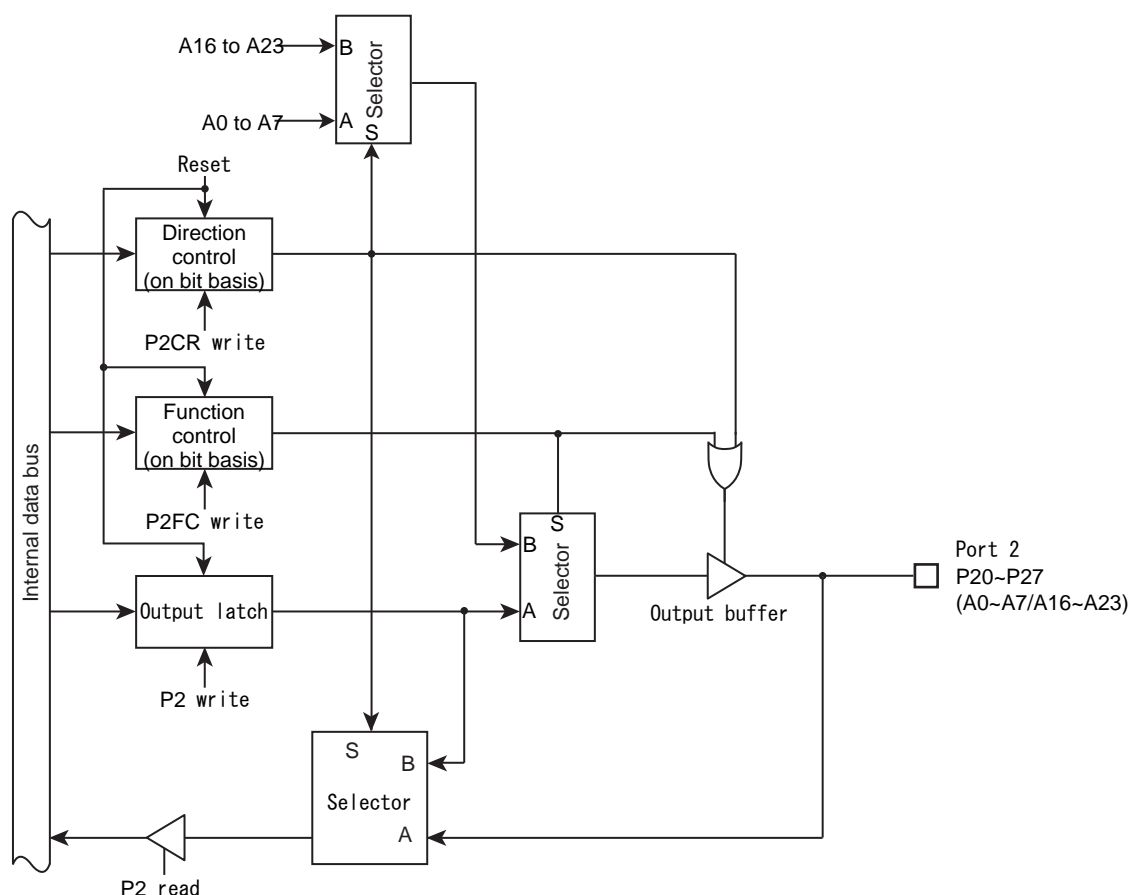 A16 to A23
B
Selector
A0 to A7
A
S
Reset
Direction
control
(on bit basis)
P2CR write
Function
control
(on bit basis)
P2FC write
Internal data bus
S
B
Selector
A
Output latch
Output buffer
Port 2
P20~P27
(A0~A7/A16~A23)
P2 write
S
B
Selector
A
P2 read